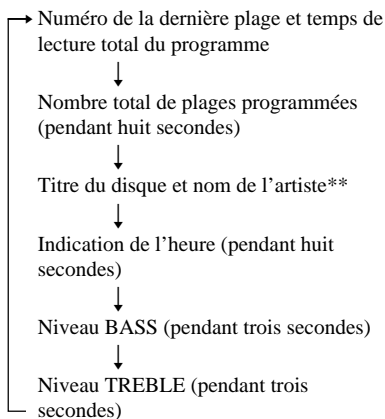 Numéro de la dernière plage et temps de
lecture total du programme
Nombre total de plages programmées
(pendant huit secondes)
Titre du disque et nom de l’artiste**
Indication de l’heure (pendant huit
secondes)
Niveau BASS (pendant trois secondes)
Niveau TREBLE (pendant trois
secondes)